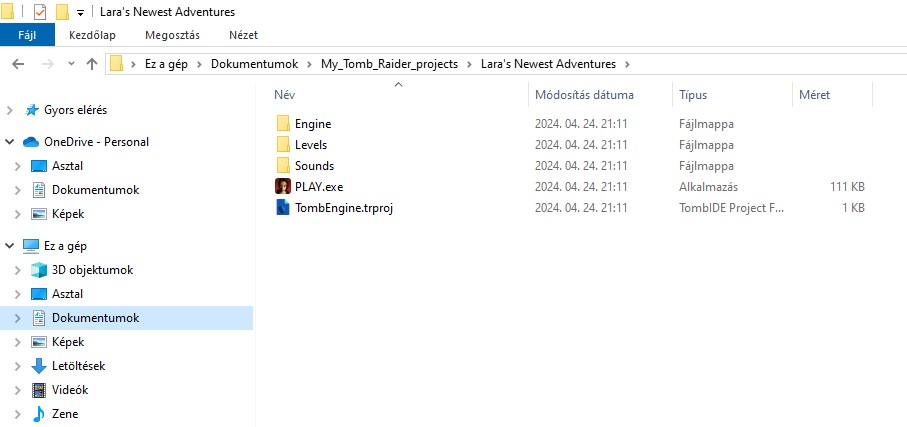 Lara's Newest Adventures
Fájl Kezdőlap Megosztás Nézet
Ez a gép Dokumentumok My_Tomb_Raider_projects Lara's Newest Adventures
Név Módosítás dátuma Típus Méret
Gyors elérés
OneDrive - Personal
Asztal
Dokumentumok
Képek
Ez a gép
3D objektumok
Asztal
Dokumentumok
Képek
Letöltések
Videók
Zene
Engine 2024. 04. 24. 21:11 Fájlmappa
Levels 2024. 04. 24. 21:11 Fájlmappa
Sounds 2024. 04. 24. 21:11 Fájlmappa
PLAY.exe 2024. 04. 24. 21:11 Alkalmazás 111 KB
TombEngine.trproj 2024. 04. 24. 21:11 TombIDE Project F... 1 KB